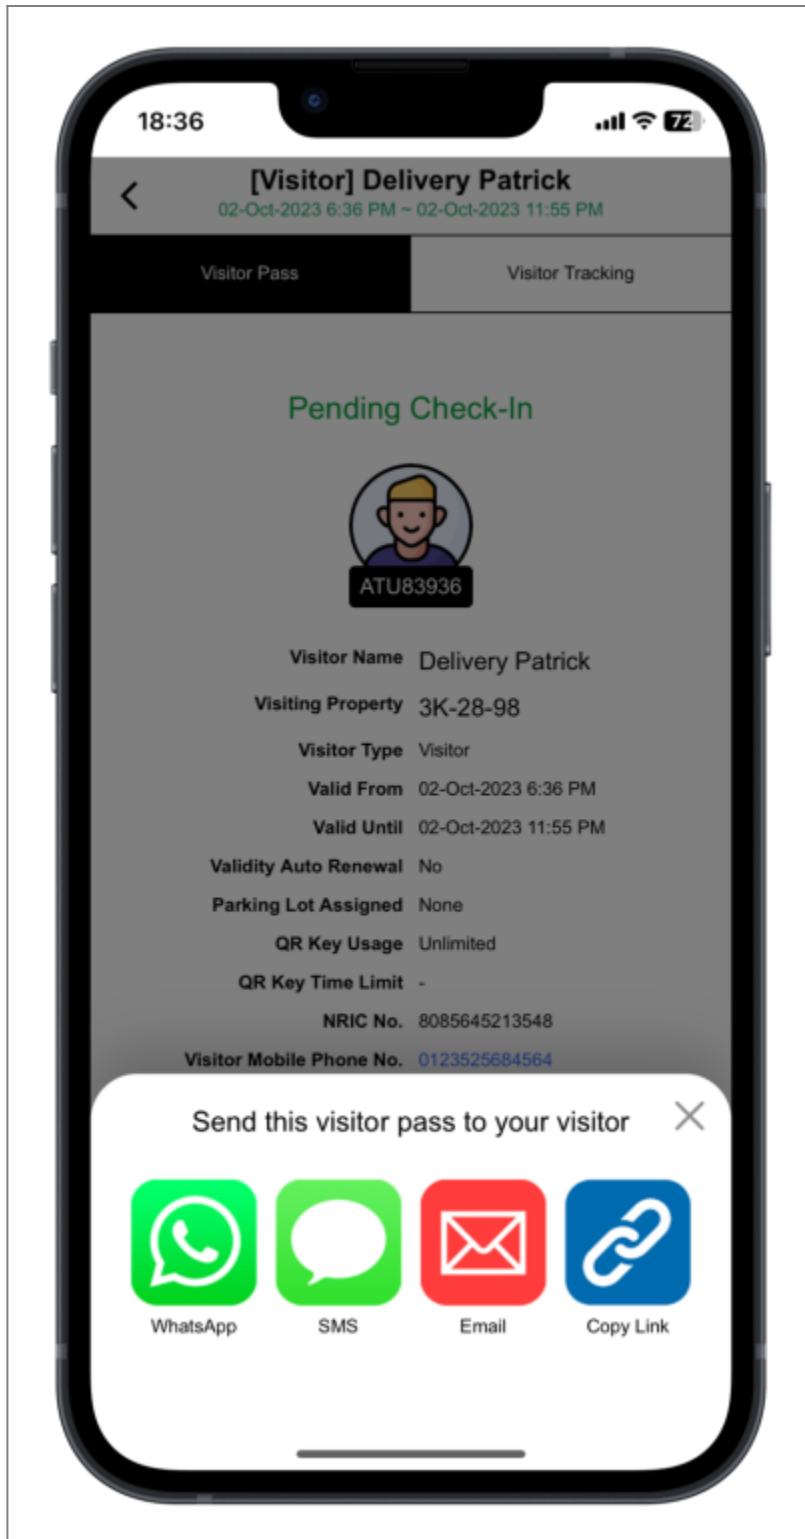 18:36
72
[Visitor] Delivery Patrick
02-Oct-2023 6:36 PM ~ 02-Oct-2023 11:55 PM
Visitor Pass Visitor Tracking
Pending Check-In
ATU83936
Visitor Name Delivery Patrick
Visiting Property 3K-28-98
Visitor Type Visitor
Valid From 02-Oct-2023 6:36 PM
Valid Until 02-Oct-2023 11:55 PM
Validity Auto Renewal No
Parking Lot Assigned None
QR Key Usage Unlimited
QR Key Time Limit -
NRIC No. 8085645213548
Visitor Mobile Phone No. 0123525684564
Send this visitor pass to your visitor
WhatsApp SMS Email Copy Link